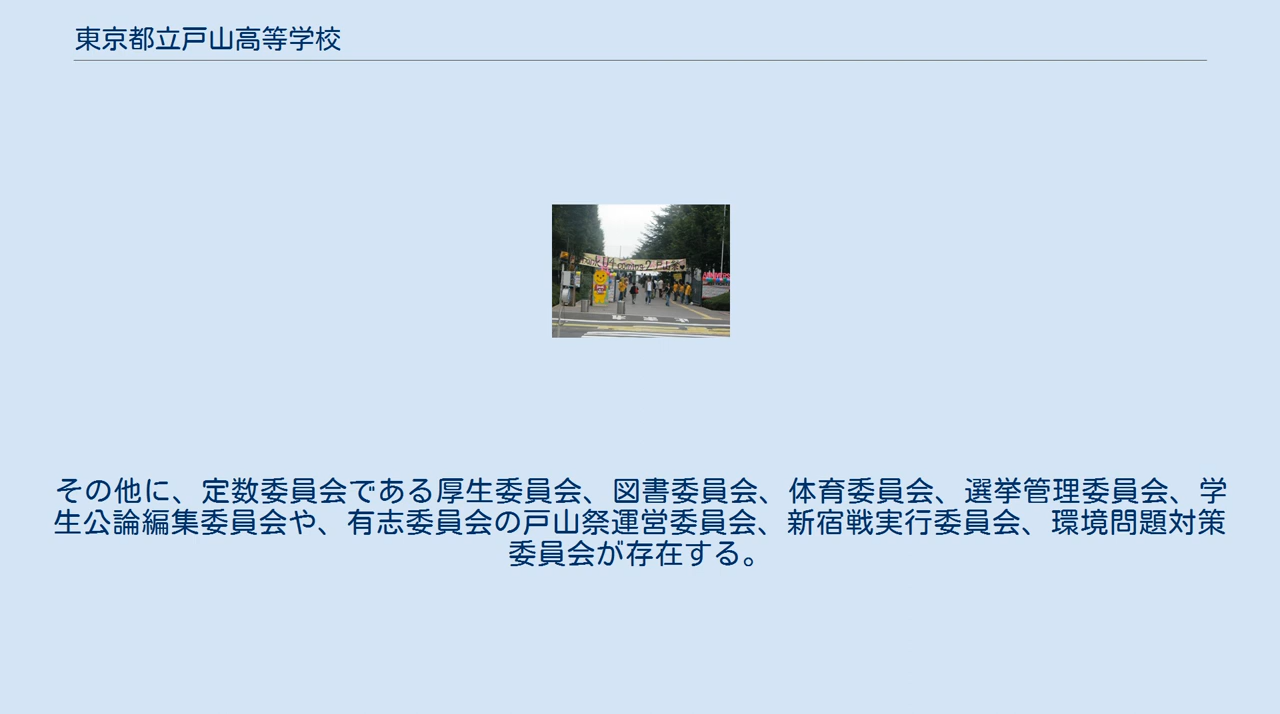 東京都立戸山高等学校
その他に、定数委員会である厚生委員会、図書委員会、体育委員会、選挙管理委員会、学
生公論編集委員会や、有志委員会の戸山祭運営委員会、新宿戦実行委員会、環境問題対策
委員会が存在する。